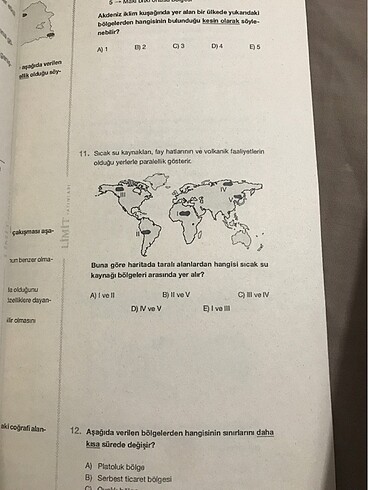 Akdeniz iklim kuşağında yer alan bir ülkede yukarıdaki
bölgelerden hangisinin bulunduğu kesin olarak söyle-
nebilir?
A) 1 B) 2 C) 3 D) 4 E) 5
aşağıda verilen
olduğu söy-
11. Sıcak su kaynakları, fay hatlarının ve volkanik faaliyetlerin
olduğu yerlerle paralellik gösterir.
III
IV
I
V
II
LİMİT
Buna göre haritada taralı alanlardan hangisi sıcak su
kaynağı bölgeleri arasında yer alır?
A) I ve II B) II ve V C) III ve IV
D) IV ve V E) I ve III
çakışması aşa-
benzer olma-
olduğunu
özelliklere dayan-
olmasını
coğrafi alan-
12. Aşağıda verilen bölgelerden hangisinin sınırlarını daha
kısa sürede değişir?
A) Platoluk bölge
B) Serbest ticaret bölgesi